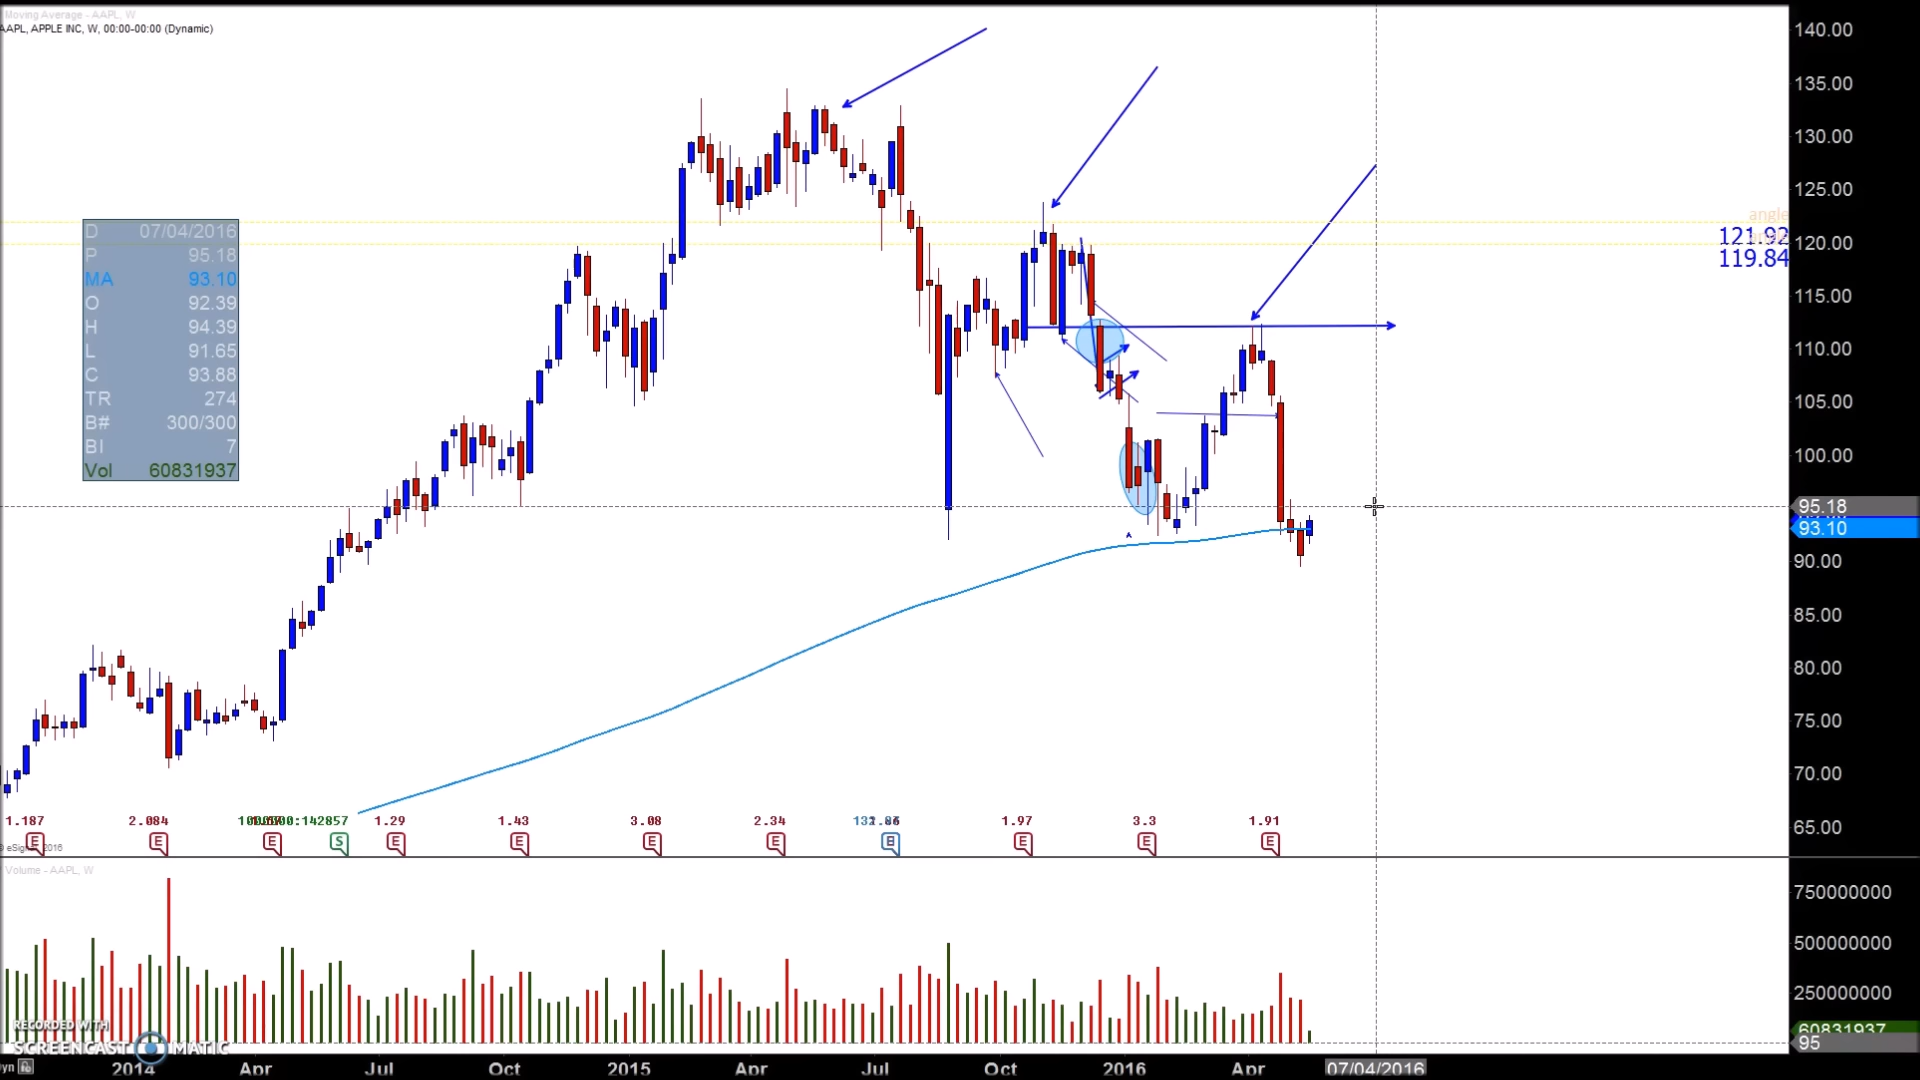 Moving Average - AAPL, W
AAPL, APPLE INC, W, 00:00-00:00 (Dynamic)
140.00
135.00
130.00
125.00
angle
121.92
120.00
119.84
115.00
110.00
105.00
100.00
95.18
93.10
90.00
85.00
80.00
75.00
70.00
65.00
D 07/04/2016
P 95.18
MA 93.10
O 92.39
H 94.39
L 91.65
C 93.88
TR 274
B# 300/300
BI 7
Vol 60831937
A
1.187 2.084 1.29 1.43 3.08 2.34 1.97 3.3 1.91
E E E S E E E E B E E E
© eSignal, 2016
Volume - AAPL, W
750000000
500000000
250000000
60831937
95
RECORDED WITH
SCREENCAST MATIC
Dyn 2014 Apr Jul Oct 2015 Apr Jul Oct 2016 Apr 07/04/2016